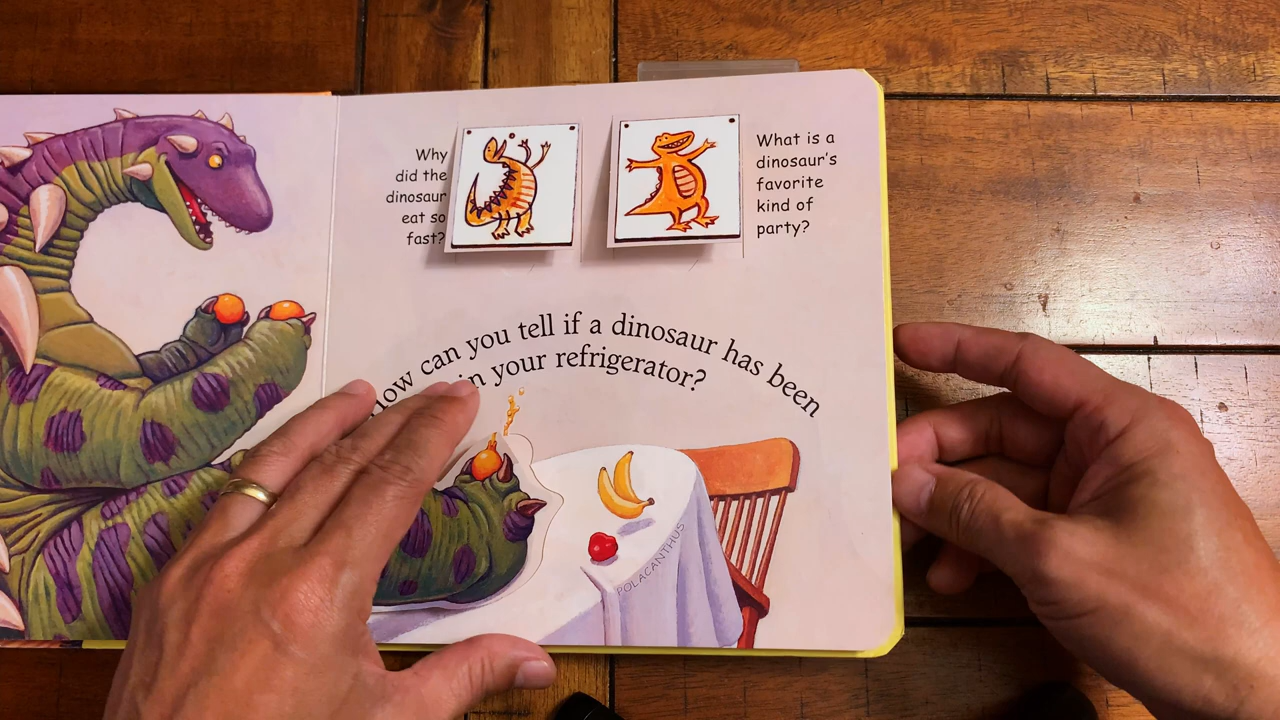 Why
did the
dinosaur
eat so
fast?
What is a
dinosaur's
favorite
kind of
party?
How can you tell if a dinosaur has been
in your refrigerator?
POLACANTHUS